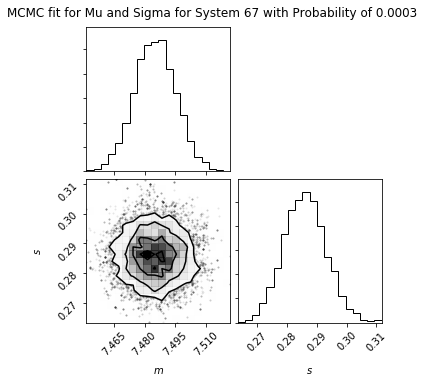 MCMC fit for Mu and Sigma for System 67 with Probability of 0.0003
0.31
0.30
0.29
0.28
0.27
s
7.465 7.480 7.495 7.510
m
0.27 0.28 0.29 0.30 0.31
s